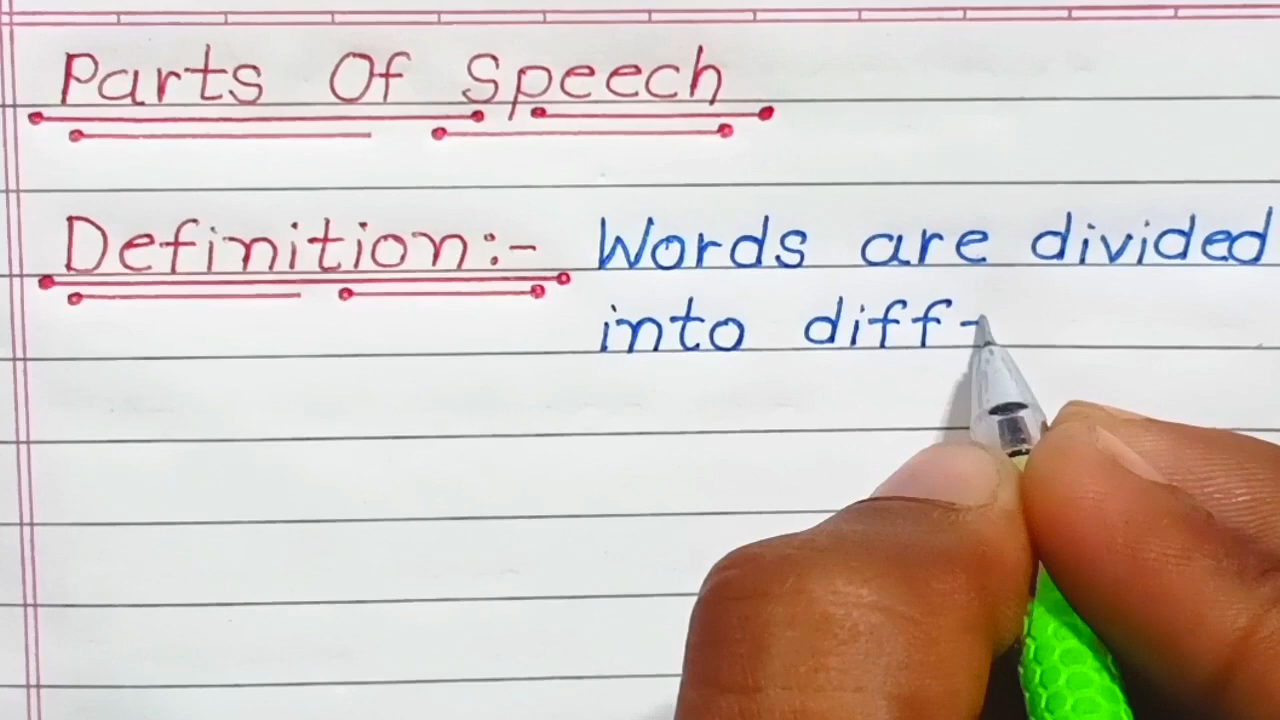 Parts Of Speech
Definition:- Words are divided
into diff